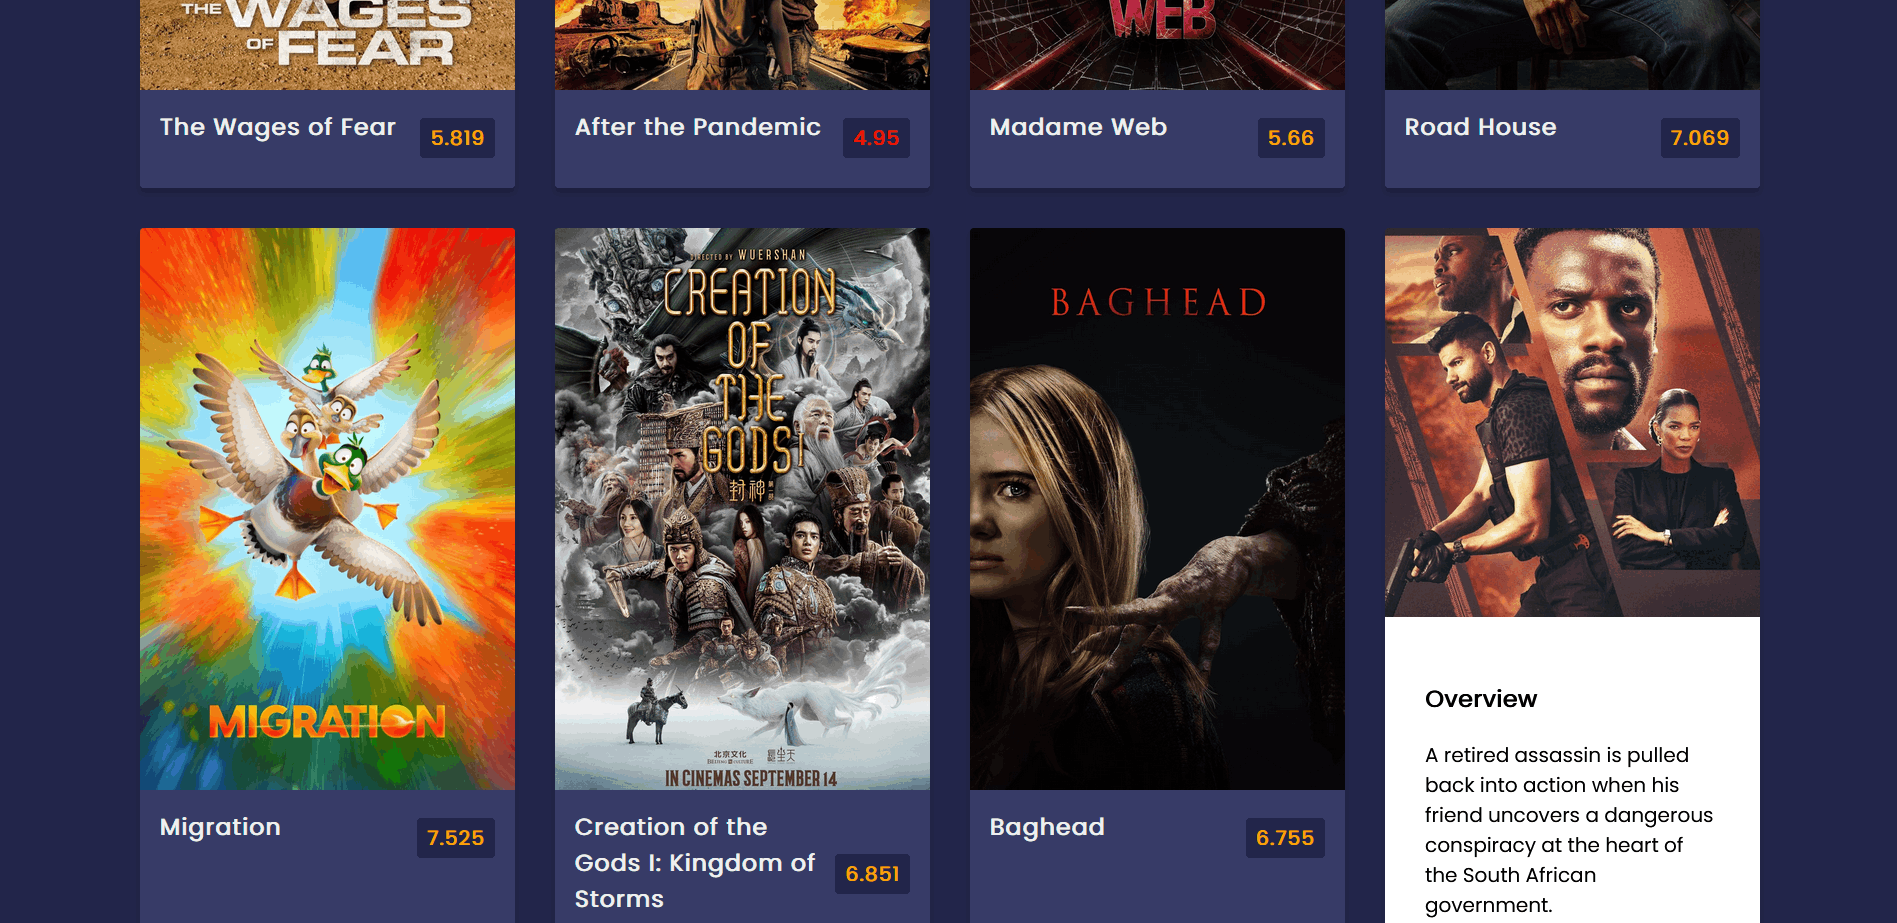 THE WAGES
OF FEAR
WEB
The Wages of Fear
5.819
After the Pandemic
4.95
Madame Web
5.66
Road House
7.069
MIGRATION
DIRECTED BY WUERSHAN
CREATION
OF
THE
GODS I
封神
北京文化
IN CINEMAS SEPTEMBER 14
BAGHEAD
Migration
7.525
Creation of the
Gods I: Kingdom of
Storms
6.851
Baghead
6.755
Overview
A retired assassin is pulled
back into action when his
friend uncovers a dangerous
conspiracy at the heart of
the South African
government.